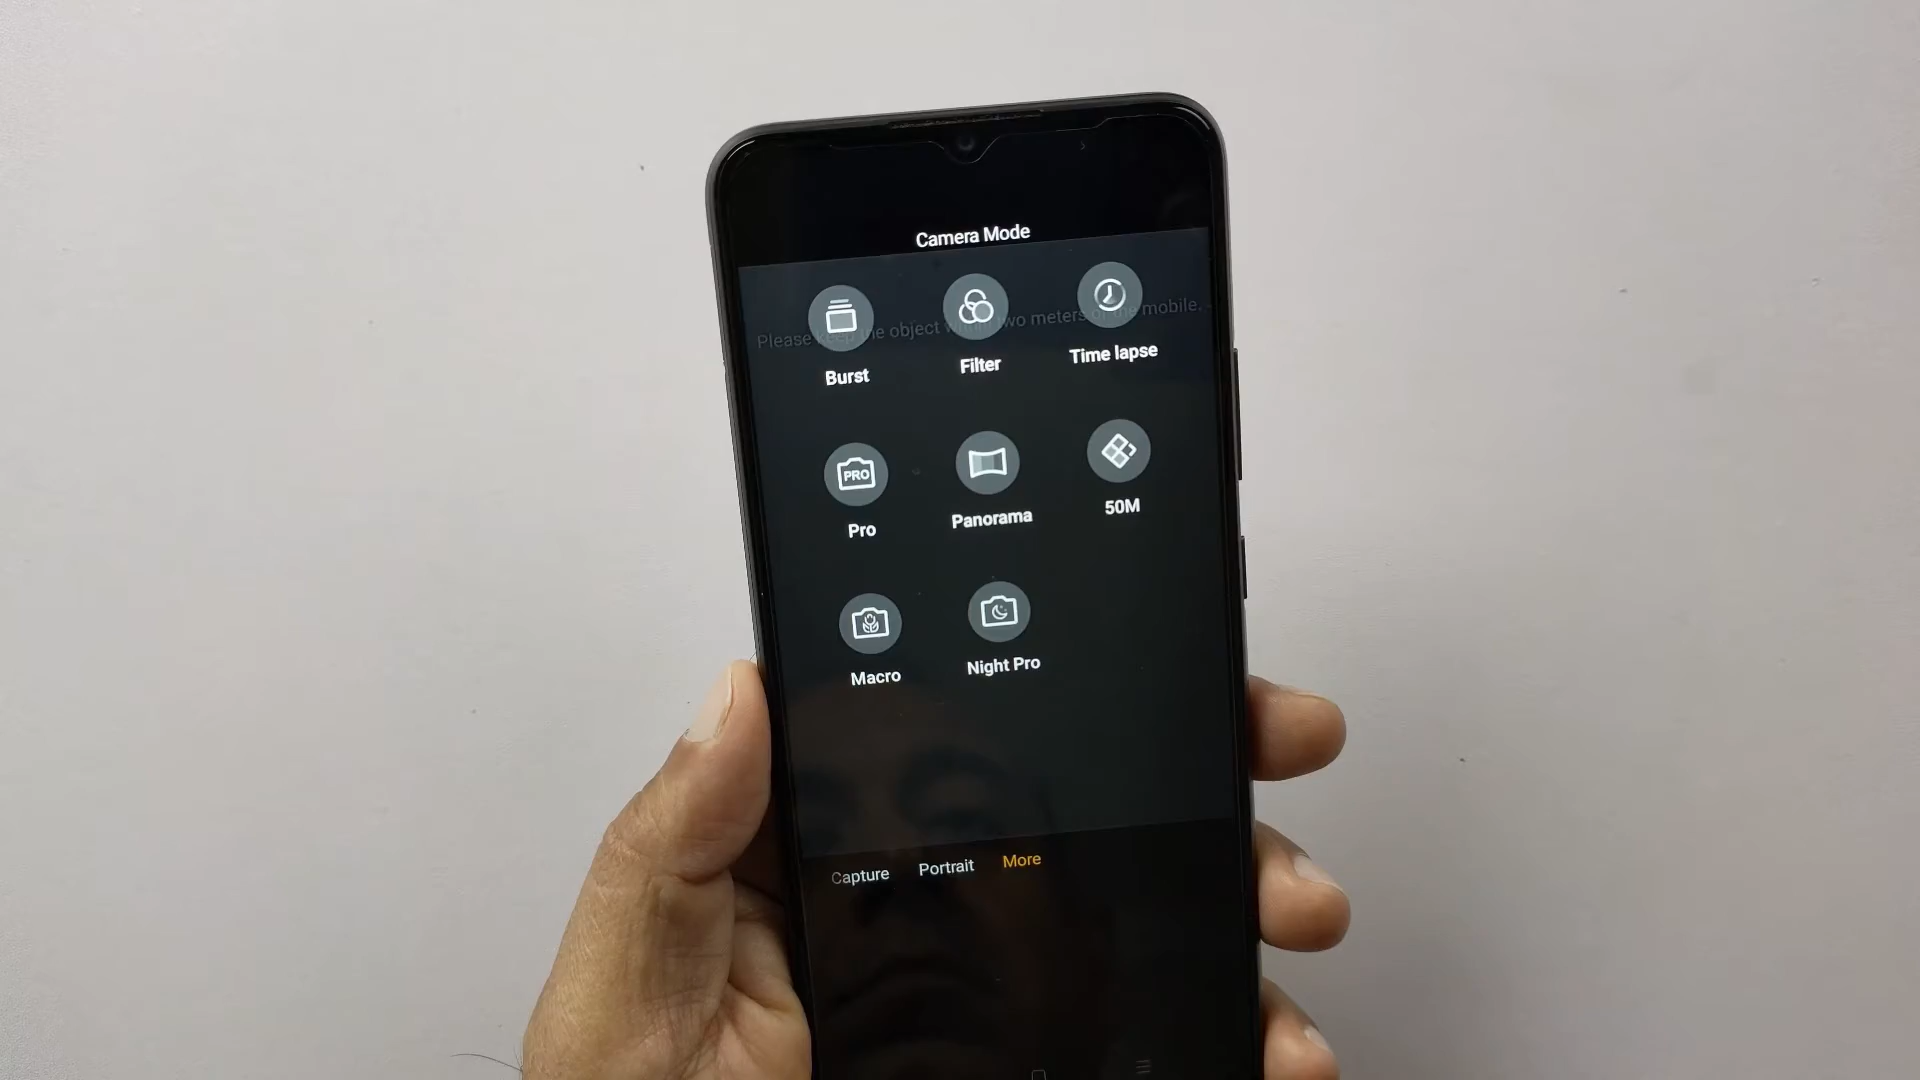 Camera Mode
Please keep the object within two meters of the mobile.
Burst
Filter
Time lapse
PRO
Pro
Panorama
50M
Macro
Night Pro
Capture
Portrait
More